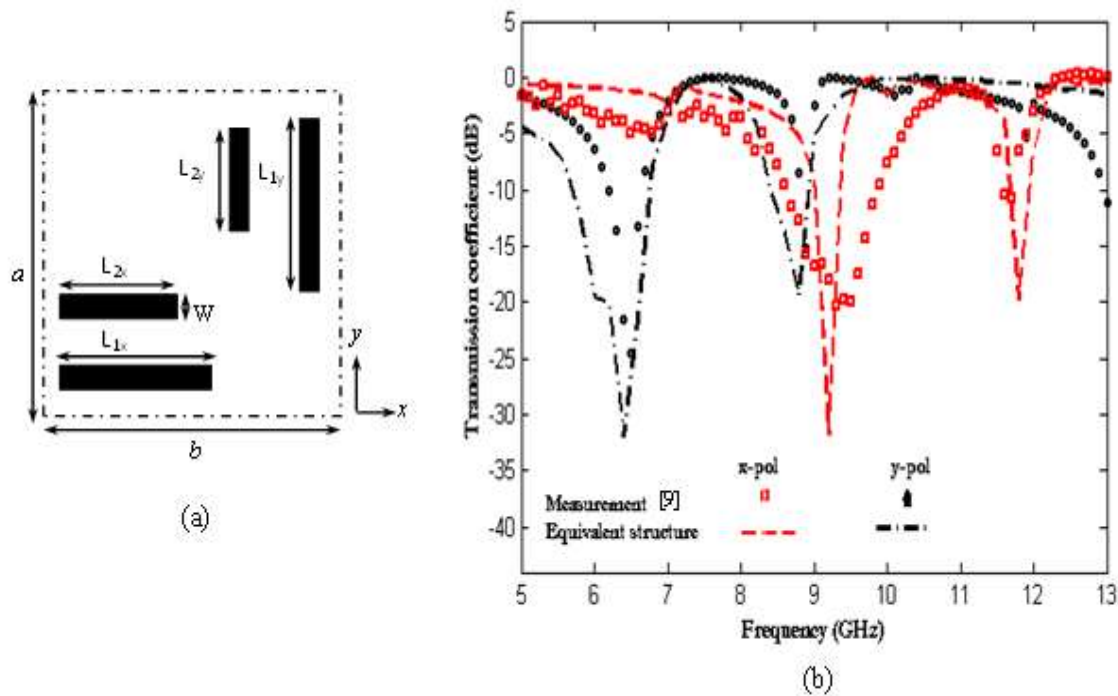 L2y
L1y
a
L2x
W
L1x
y
x
b
(a)
5
0
-5
-10
-15
-20
-25
-30
-35
-40
Transmission coefficient (dB)
x-pol
y-pol
Measurement [9]
Equivalent structure
5 6 7 8 9 10 11 12 13
Frequency (GHz)
(b)